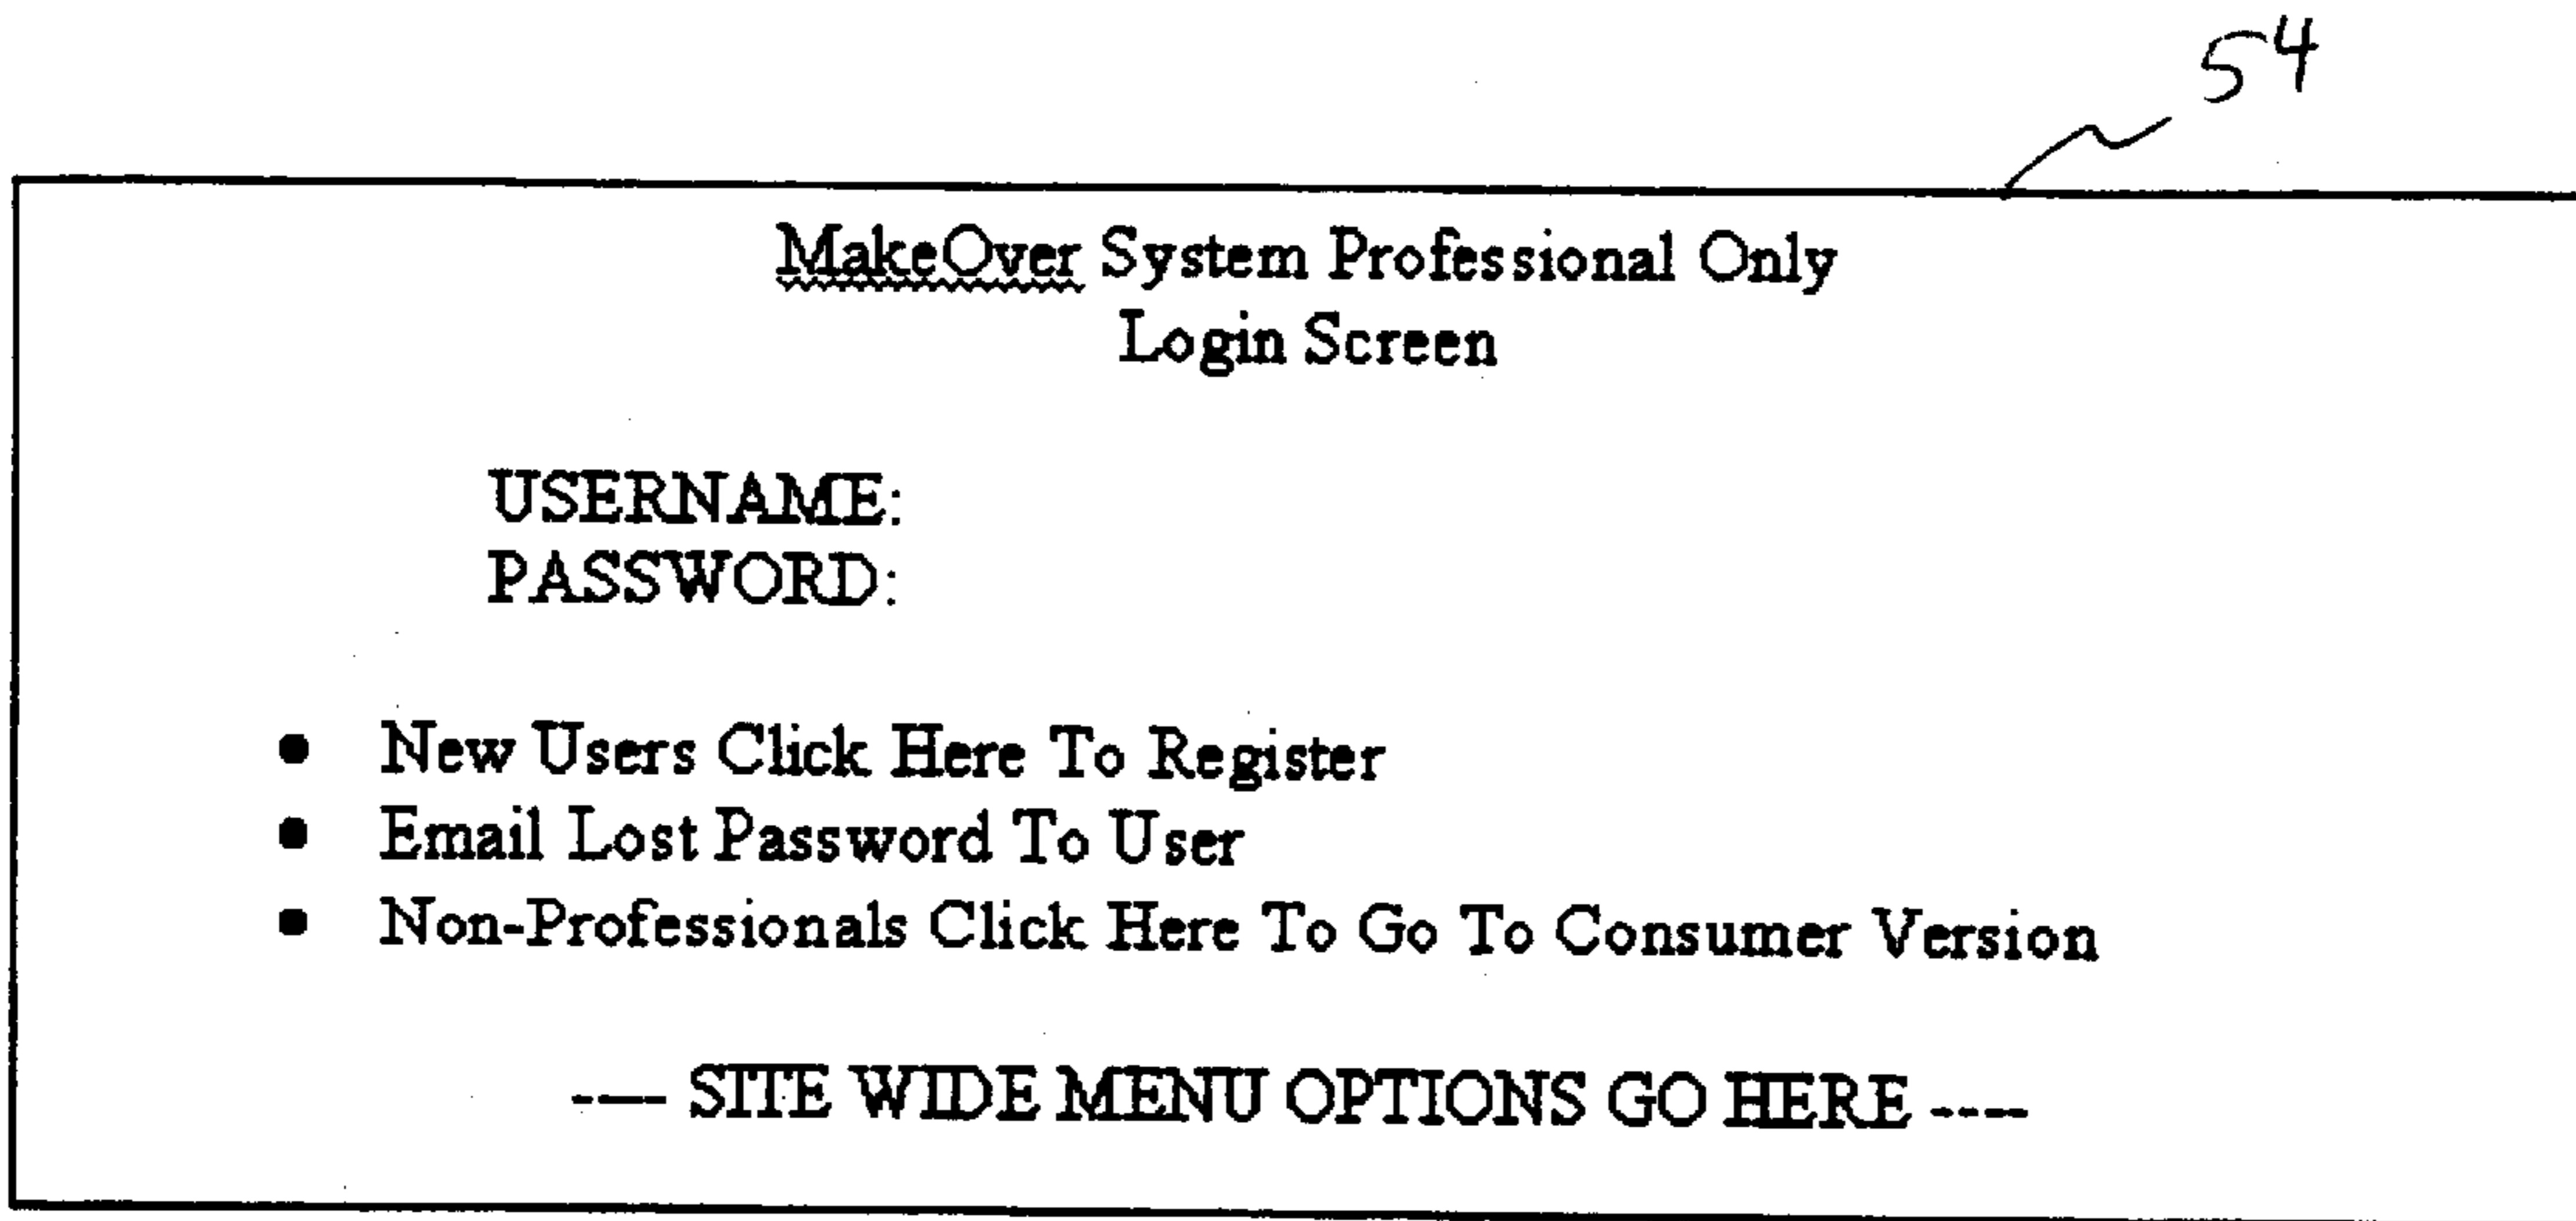 54
MakeOver System Professional Only
Login Screen
USERNAME:
PASSWORD:
• New Users Click Here To Register
• Email Lost Password To User
• Non-Professionals Click Here To Go To Consumer Version
---- SITE WIDE MENU OPTIONS GO HERE ----